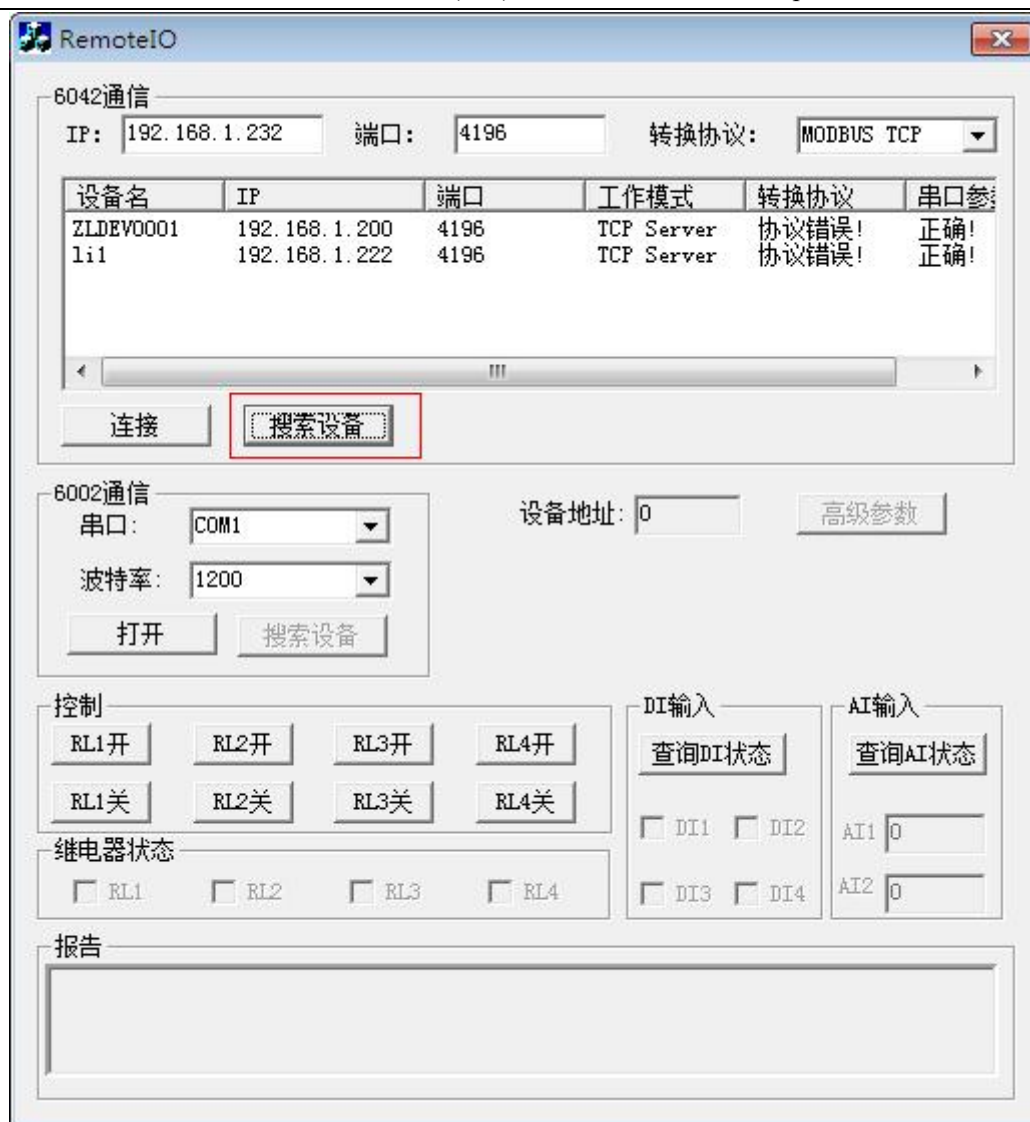 RemoteIO
6042通信
IP: 192.168.1.232 端口: 4196 转换协议: MODBUS TCP
设备名 IP 端口 工作模式 转换协议 串口参
ZLDEV0001 192.168.1.200 4196 TCP Server 协议错误! 正确!
li1 192.168.1.222 4196 TCP Server 协议错误! 正确!
连接 搜索设备
6002通信
串口: COM1
设备地址: 0 高级参数
波特率: 1200
打开 搜索设备
控制
RL1开 RL2开 RL3开 RL4开
RL1关 RL2关 RL3关 RL4关
继电器状态
RL1 RL2 RL3 RL4
DI输入
查询DI状态
DI1 DI2
DI3 DI4
AI输入
查询AI状态
AI1 0
AI2 0
报告